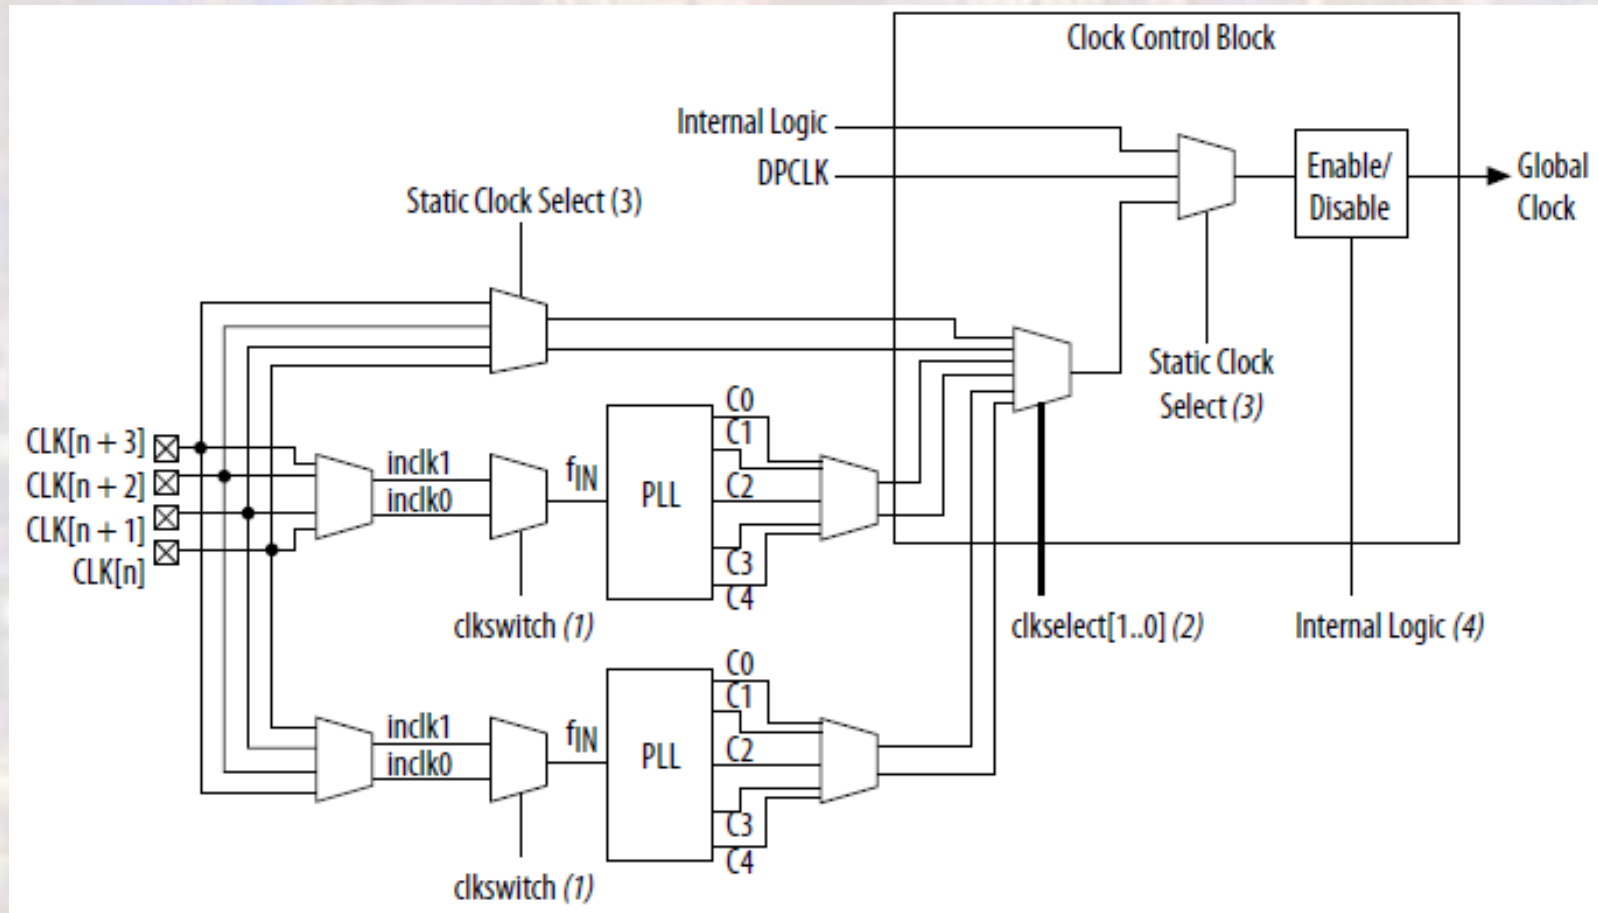 Clock Control Block
Internal Logic
DPCLK
Enable/
Disable
Global
Clock
Static Clock Select (3)
Static Clock
Select (3)
CLK[n + 3]
CLK[n + 2]
CLK[n + 1]
CLK[n]
inclk1
inclk0
fIN
PLL
C0
C1
C2
C3
C4
clkswitch (1)
clkselect[1..0] (2)
Internal Logic (4)
inclk1
inclk0
fIN
PLL
C0
C1
C2
C3
C4
clkswitch (1)